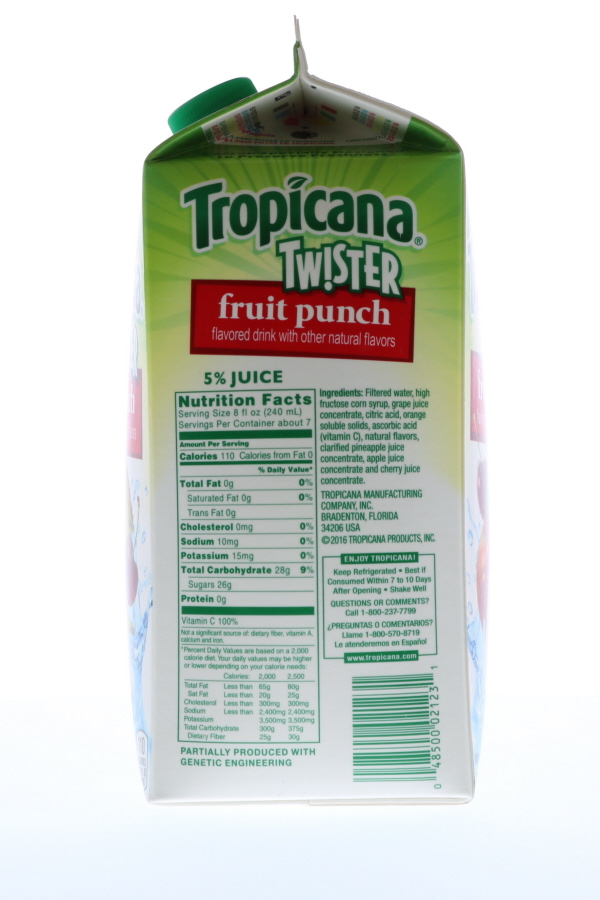 Tropicana®
TW!STER
fruit punch
flavored drink with other natural flavors
5% JUICE
Nutrition Facts
Serving Size 8 fl oz (240 mL)
Servings Per Container about 7
Amount Per Serving
Calories 110 Calories from Fat 0
% Daily Value*
Total Fat 0g 0%
Saturated Fat 0g 0%
Trans Fat 0g
Cholesterol 0mg 0%
Sodium 10mg 0%
Potassium 15mg 0%
Total Carbohydrate 28g 9%
Sugars 26g
Protein 0g
Vitamin C 100%
Not a significant source of: dietary fiber, vitamin A,
calcium and iron.
*Percent Daily Values are based on a 2,000
calorie diet. Your daily values may be higher
or lower depending on your calorie needs:
Calories: 2,000 2,500
Total Fat Less than 65g 80g
Sat Fat Less than 20g 25g
Cholesterol Less than 300mg 300mg
Sodium Less than 2,400mg 2,400mg
Potassium 3,500mg 3,500mg
Total Carbohydrate 300g 375g
Dietary Fiber 25g 30g
PARTIALLY PRODUCED WITH
GENETIC ENGINEERING
Ingredients: Filtered water, high
fructose corn syrup, grape juice
concentrate, citric acid, orange
soluble solids, ascorbic acid
(vitamin C), natural flavors,
clarified pineapple juice
concentrate, apple juice
concentrate and cherry juice
concentrate.
TROPICANA MANUFACTURING
COMPANY, INC.
BRADENTON, FLORIDA
34206 USA
©2016 TROPICANA PRODUCTS, INC.
ENJOY TROPICANA!
Keep Refrigerated • Best if
Consumed Within 7 to 10 Days
After Opening • Shake Well
QUESTIONS OR COMMENTS?
Call 1-800-237-7799
¿PREGUNTAS O COMENTARIOS?
Llame 1-800-570-8719
Le atenderemos en Español
www.tropicana.com
0 48500 02123 1